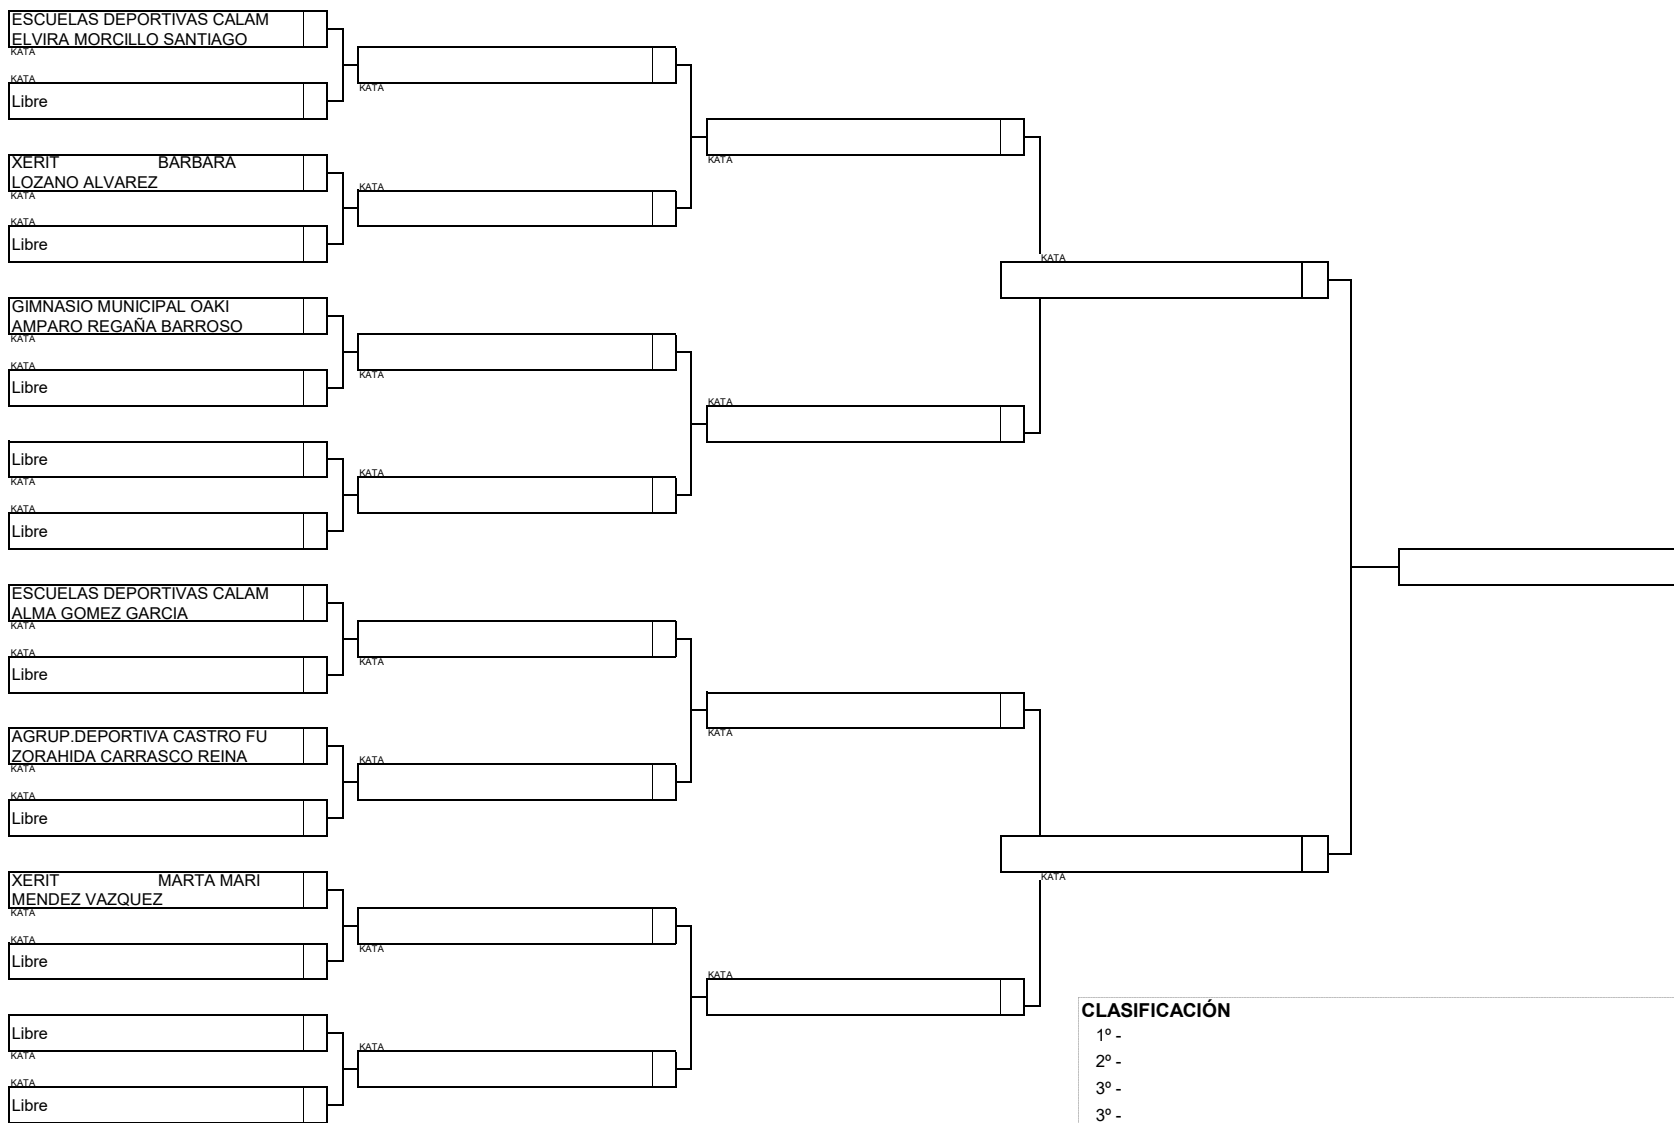 ESCUELAS DEPORTIVAS CALAM
ELVIRA MORCILLO SANTIAGO
KATA
KATA
Libre
KATA
XERIT BARBARA
LOZANO ALVAREZ
KATA
KATA
Libre
KATA
KATA
GIMNASIO MUNICIPAL OAKI
AMPARO REGAÑA BARROSO
KATA
KATA
Libre
KATA
Libre
KATA
KATA
Libre
KATA
KATA
KATA
ESCUELAS DEPORTIVAS CALAM
ALMA GOMEZ GARCIA
KATA
KATA
Libre
KATA
AGRUP.DEPORTIVA CASTRO FU
ZORAHIDA CARRASCO REINA
KATA
KATA
Libre
KATA
KATA
XERIT MARTA MARI
MENDEZ VAZQUEZ
KATA
KATA
Libre
KATA
Libre
KATA
KATA
Libre
KATA
KATA
KATA
CLASIFICACIÓN
1º -
2º -
3º -
3º -